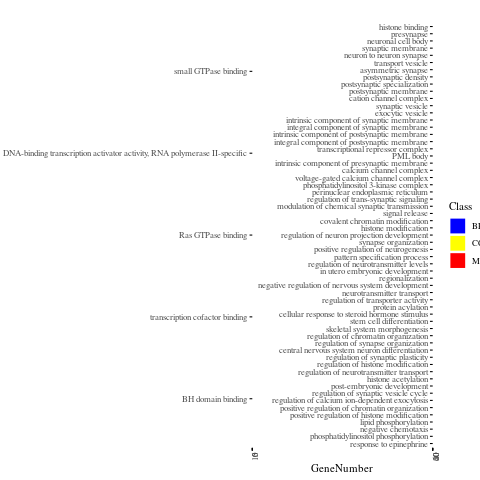 histone binding
presynapse
neuronal cell body
synaptic membrane
neuron to neuron synapse
transport vesicle
small GTPase binding
asymmetric synapse
postsynaptic density
postsynaptic specialization
postsynaptic membrane
cation channel complex
synaptic vesicle
exocytic vesicle
intrinsic component of synaptic membrane
integral component of synaptic membrane
intrinsic component of postsynaptic membrane
integral component of postsynaptic membrane
transcriptional repressor complex
DNA-binding transcription activator activity, RNA polymerase II-specific
PML body
intrinsic component of presynaptic membrane
calcium channel complex
voltage-gated calcium channel complex
phosphatidylinositol 3-kinase complex
perinuclear endoplasmic reticulum
regulation of trans-synaptic signaling
modulation of chemical synaptic transmission
signal release
covalent chromatin modification
histone modification
Ras GTPase binding
regulation of neuron projection development
synapse organization
positive regulation of neurogenesis
pattern specification process
regulation of neurotransmitter levels
in utero embryonic development
regionalization
negative regulation of nervous system development
neurotransmitter transport
regulation of transporter activity
protein acylation
cellular response to steroid hormone stimulus
transcription cofactor binding
stem cell differentiation
skeletal system morphogenesis
regulation of chromatin organization
regulation of synapse organization
central nervous system neuron differentiation
regulation of synaptic plasticity
regulation of histone modification
regulation of neurotransmitter transport
histone acetylation
post-embryonic development
regulation of synaptic vesicle cycle
BH domain binding
regulation of calcium ion-dependent exocytosis
positive regulation of chromatin organization
positive regulation of histone modification
lipid phosphorylation
negative chemotaxis
phosphatidylinositol phosphorylation
response to epinephrine
GeneNumber
Class